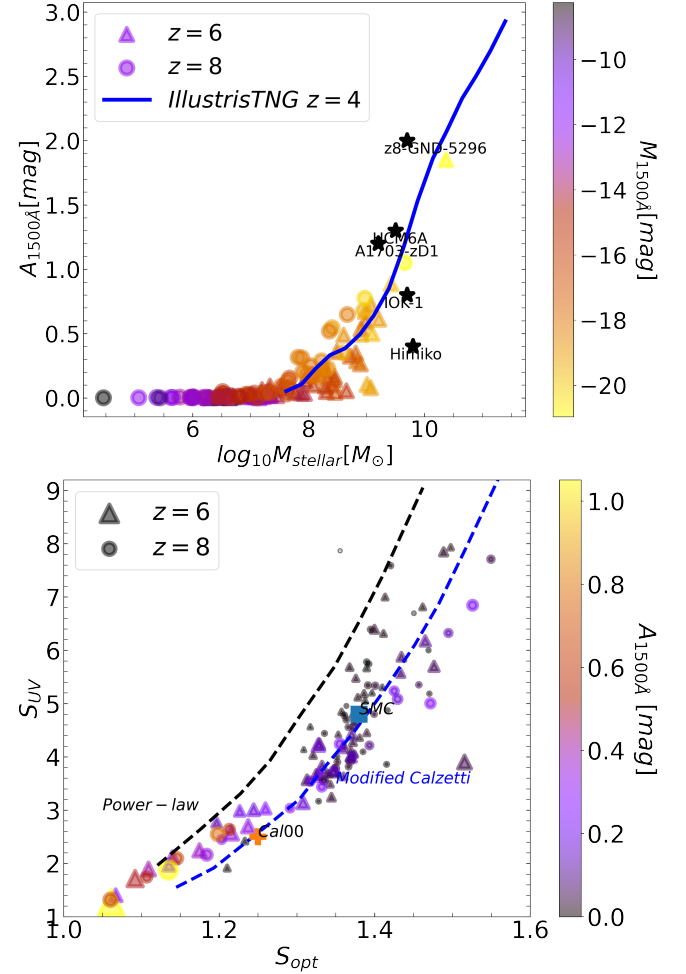 z = 6
z = 8
IllustrisTNG z = 4
3.0
2.5
2.0
1.5
1.0
0.5
0.0
A1500Å[mag]
z8-GND-5296
HCM6A
A1703-zD1
IOK-1
Himiko
6
8
10
log10Mstellar[M⊙]
−10
−12
−14
−16
−18
−20
M1500Å[mag]
z = 6
z = 8
9
8
7
6
5
4
3
2
1
SUV
SMC
Modified Calzetti
Power − law
Cal00
1.0
1.2
1.4
1.6
Sopt
1.0
0.8
0.6
0.4
0.2
0.0
A1500Å [mag]